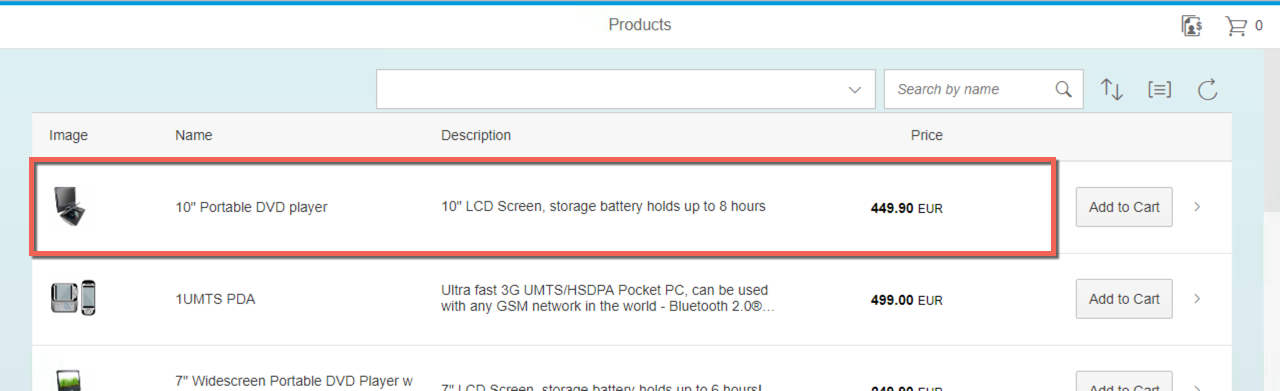 Products
0
Search by name
Image Name Description Price
10" Portable DVD player 10" LCD Screen, storage battery holds up to 8 hours 449.90 EUR Add to Cart
1UMTS PDA Ultra fast 3G UMTS/HSDPA Pocket PC, can be used
with any GSM network in the world - Bluetooth 2.0®... 499.00 EUR Add to Cart
7" Widescreen Portable DVD Player w
7" LCD Screen, storage battery holds up to 6 hours! 249.90 EUR Add to Cart